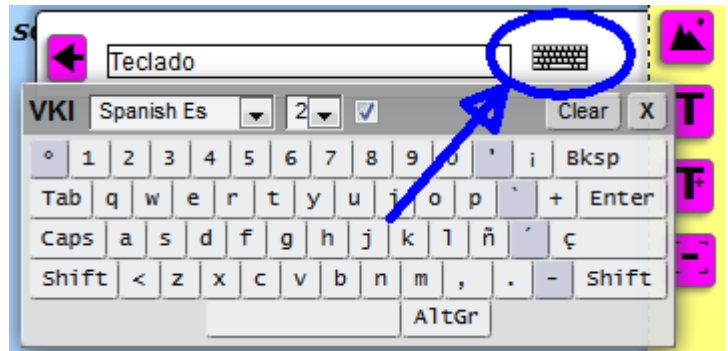 s
Teclado
VKI Spanish Es 2 Clear X
º 1 2 3 4 5 6 7 8 9 0 ' ¡ Bksp
Tab q w e r t y u i o p ` + Enter
Caps a s d f g h j k l ñ ´ ç
Shift < z x c v b n m , . - Shift
AltGr
T
T+